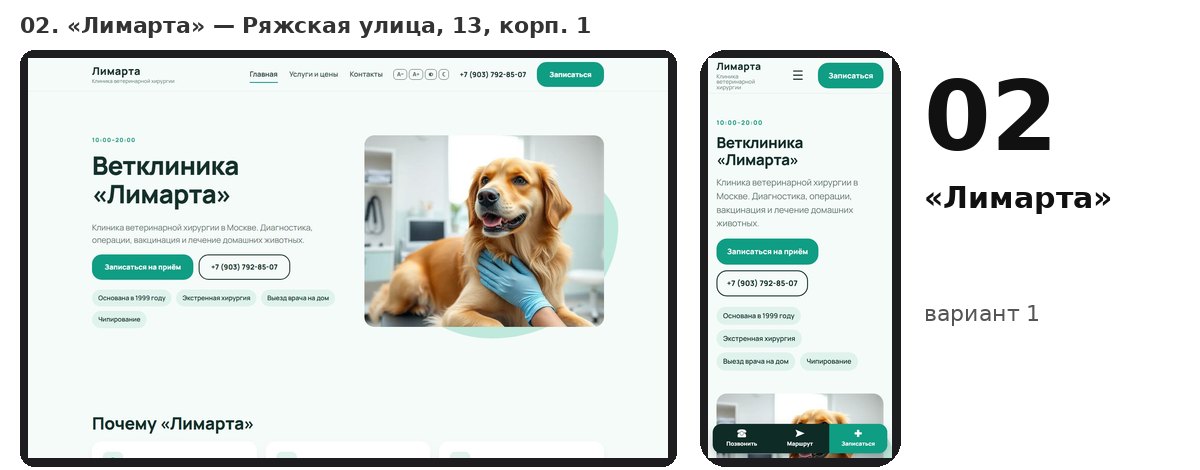 02. «Лимарта» — Ряжская улица, 13, корп. 1
Лимарта
Клиника ветеринарной хирургии
Главная
Услуги и цены
Контакты
A− A+
+7 (903) 792-85-07
Записаться
10:00-20:00
Ветклиника
«Лимарта»
Клиника ветеринарной хирургии в Москве. Диагностика,
операции, вакцинация и лечение домашних животных.
Записаться на приём
+7 (903) 792-85-07
Основана в 1999 году
Экстренная хирургия
Выезд врача на дом
Чипирование
Почему «Лимарта»
Лимарта
Клиника
ветеринарной
хирургии
Записаться
10:00-20:00
Ветклиника
«Лимарта»
Клиника ветеринарной хирургии в
Москве. Диагностика, операции,
вакцинация и лечение домашних
животных.
Записаться на приём
+7 (903) 792-85-07
Основана в 1999 году
Экстренная хирургия
Выезд врача на дом
Чипирование
Позвонить
Маршрут
Записаться
02
«Лимарта»
вариант 1